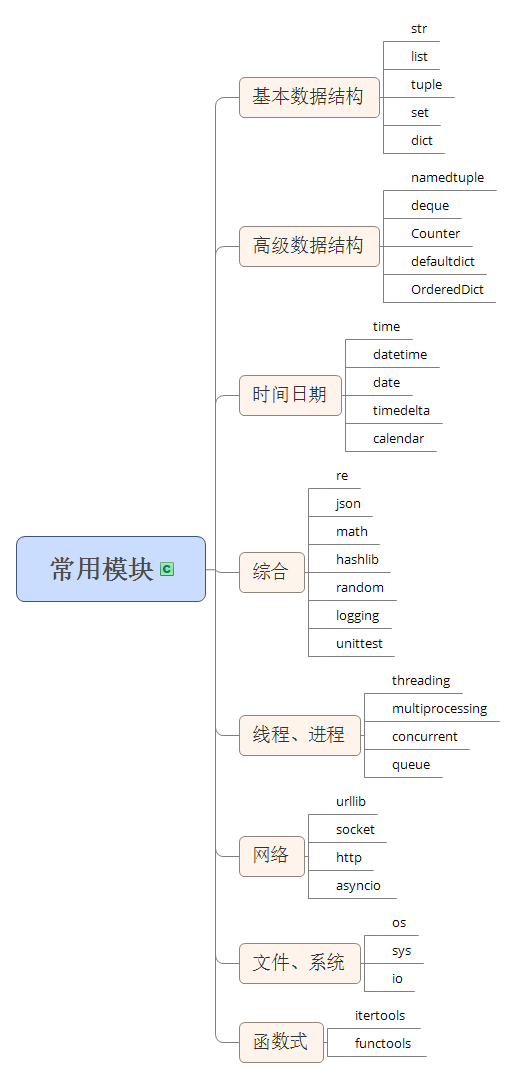 常用模块
C
基本数据结构
str
list
tuple
set
dict
高级数据结构
namedtuple
deque
Counter
defaultdict
OrderedDict
时间日期
time
datetime
date
timedelta
calendar
综合
re
json
math
hashlib
random
logging
unittest
线程、进程
threading
multiprocessing
concurrent
queue
网络
urllib
socket
http
asyncio
文件、系统
os
sys
io
函数式
itertools
functools